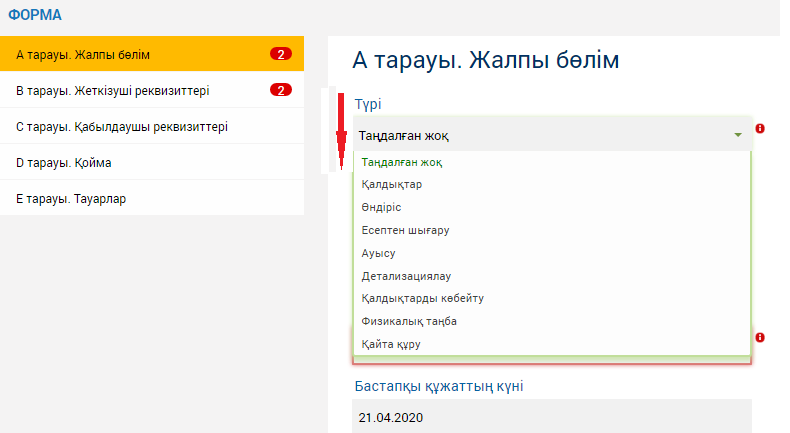 ФОРМА
А тарауы. Жалпы бөлім 2
В тарауы. Жеткізуші реквизиттері 2
С тарауы. Қабылдаушы реквизиттері
D тарауы. Қойма
Е тарауы. Тауарлар
А тарауы. Жалпы бөлім
Түрі
Таңдалған жоқ
Таңдалған жоқ
Қалдықтар
Өндіріс
Есептен шығару
Ауысу
Детализациялау
Қалдықтарды көбейту
Физикалық таңба
Қайта құру
Бастапқы құжаттың күні
21.04.2020